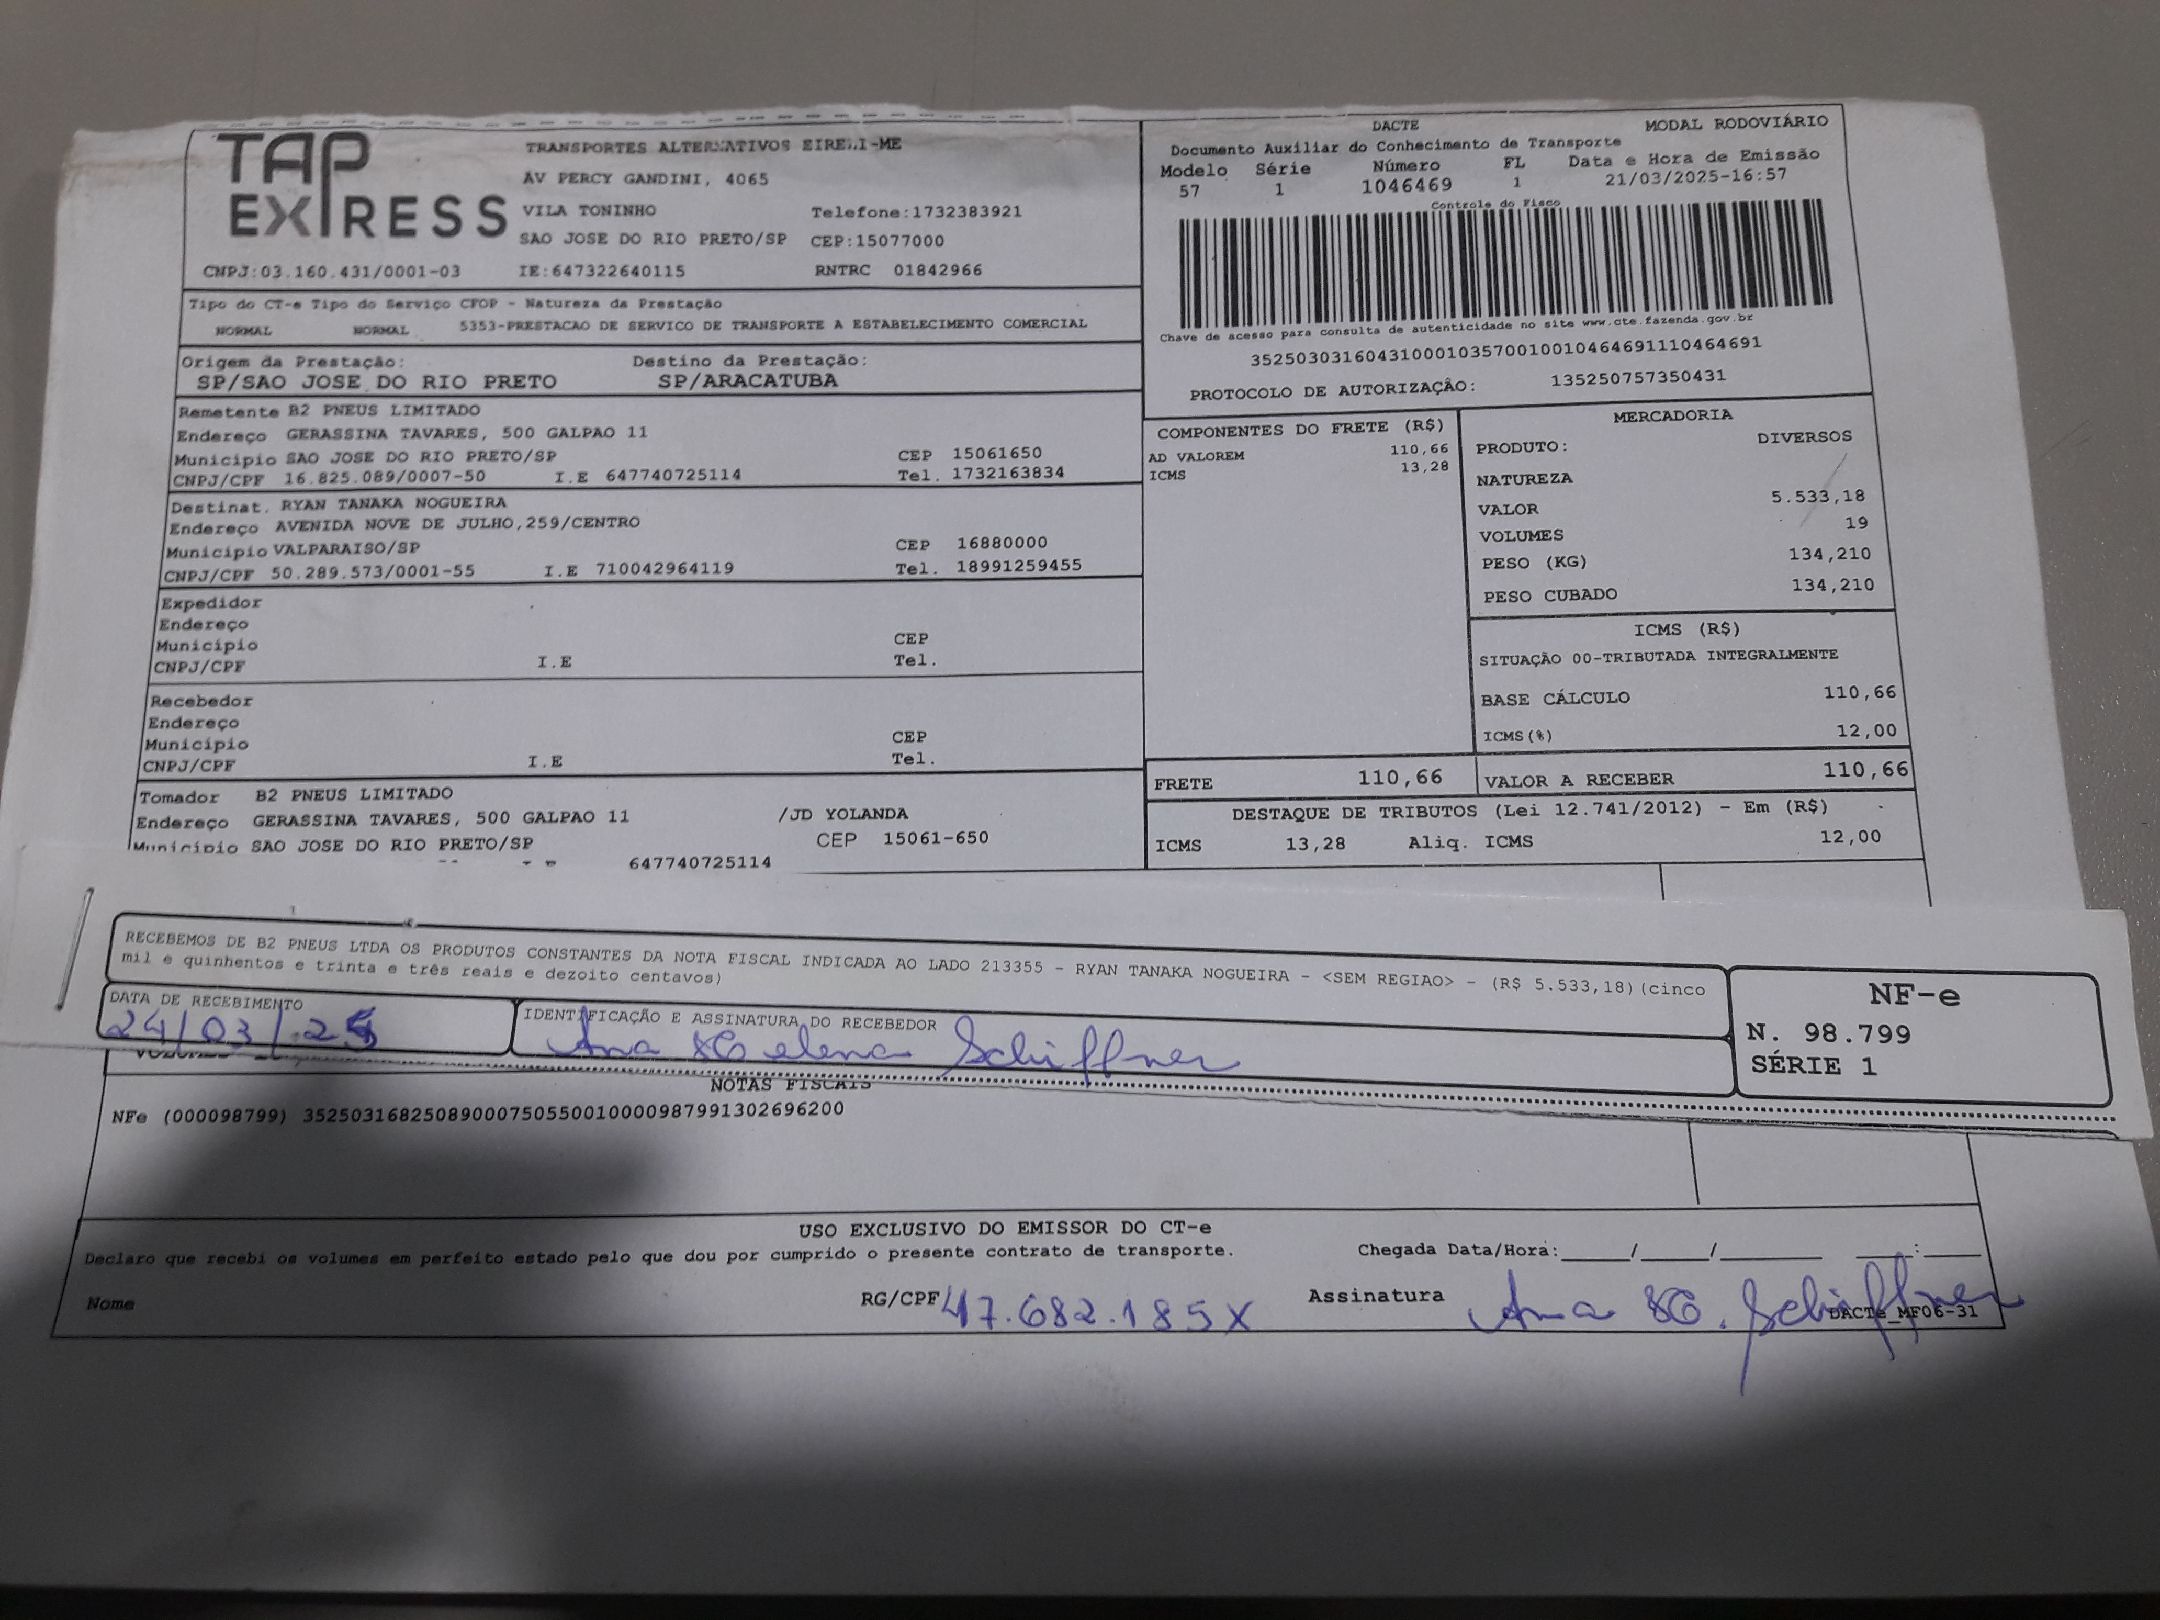 TAP EXPRESS
TRANSPORTES ALTERNATIVOS EIRELI-ME
AV PERCY GANDINI, 4065
VILA TONINHO Telefone:1732383921
SAO JOSE DO RIO PRETO/SP CEP:15077000
CNPJ:03.160.431/0001-03 IE:647322640115 RNTRC 01842966
DACTE MODAL RODOVIÁRIO
Documento Auxiliar do Conhecimento de Transporte
Modelo Série Número FL Data e Hora de Emissão
57 1 1046469 1 21/03/2025-16:57
Controle do Fisco
Chave de acesso para consulta de autenticidade no site www.cte.fazenda.gov.br
35250303160431000103570010010464691110464691
PROTOCOLO DE AUTORIZAÇÃO: 135250757350431
Tipo do CT-e Tipo do Serviço CFOP - Natureza da Prestação
NORMAL NORMAL 5353-PRESTACAO DE SERVICO DE TRANSPORTE A ESTABELECIMENTO COMERCIAL
Origem da Prestação: Destino da Prestação:
SP/SAO JOSE DO RIO PRETO SP/ARACATUBA
Remetente B2 PNEUS LIMITADO
Endereço GERASSINA TAVARES, 500 GALPAO 11
Município SAO JOSE DO RIO PRETO/SP CEP 15061650
CNPJ/CPF 16.825.089/0007-50 I.E 647740725114 Tel. 1732163834
Destinat. RYAN TANAKA NOGUEIRA
Endereço AVENIDA NOVE DE JULHO,259/CENTRO
Município VALPARAISO/SP CEP 16880000
CNPJ/CPF 50.289.573/0001-55 I.E 710042964119 Tel. 18991259455
Expedidor
Endereço
Município CEP
CNPJ/CPF I.E Tel.
Recebedor
Endereço
Município CEP
CNPJ/CPF I.E Tel.
Tomador B2 PNEUS LIMITADO
Endereço GERASSINA TAVARES, 500 GALPAO 11 /JD YOLANDA
Município SAO JOSE DO RIO PRETO/SP CEP 15061-650
647740725114
COMPONENTES DO FRETE (R$)
AD VALOREM 110,66
ICMS 13,28
MERCADORIA
PRODUTO: DIVERSOS
NATUREZA
VALOR 5.533,18
VOLUMES 19
PESO (KG) 134,210
PESO CUBADO 134,210
ICMS (R$)
SITUAÇÃO 00-TRIBUTADA INTEGRALMENTE
BASE CÁLCULO 110,66
ICMS(%) 12,00
FRETE 110,66 VALOR A RECEBER 110,66
DESTAQUE DE TRIBUTOS (Lei 12.741/2012) - Em (R$)
ICMS 13,28 Aliq. ICMS 12,00
RECEBEMOS DE B2 PNEUS LTDA OS PRODUTOS CONSTANTES DA NOTA FISCAL INDICADA AO LADO 213355 - RYAN TANAKA NOGUEIRA - <SEM REGIAO> - (R$ 5.533,18)(cinco
mil e quinhentos e trinta e três reais e dezoito centavos)
DATA DE RECEBIMENTO IDENTIFICAÇÃO E ASSINATURA DO RECEBEDOR
24/03/.25 Ana Helena Schiffner
NF-e
N. 98.799
SÉRIE 1
NOTAS FISCAIS
NFe (000098799) 35250316825089000750550010000987991302696200
USO EXCLUSIVO DO EMISSOR DO CT-e
Declaro que recebi os volumes em perfeito estado pelo que dou por cumprido o presente contrato de transporte. Chegada Data/Hora:_____/_____/_________ _____:_____
Nome RG/CPF 47.682.185X Assinatura Ana H. Schiffner
DACTe_MF06-31